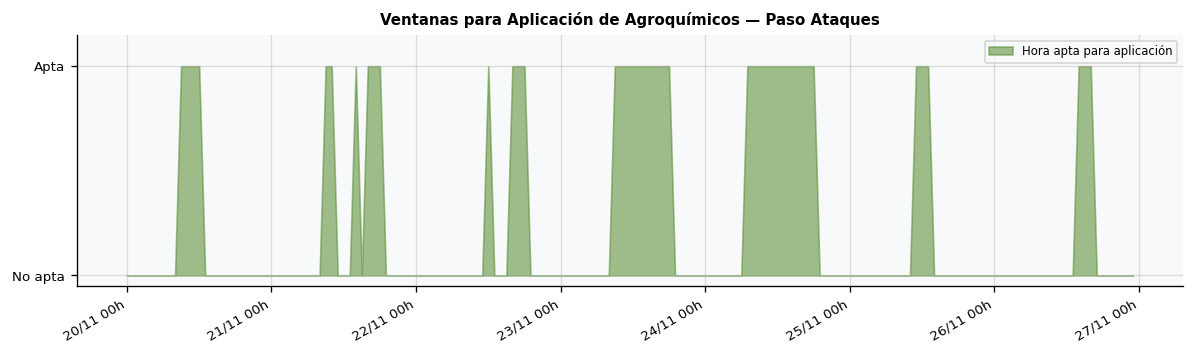 Ventanas para Aplicación de Agroquímicos — Paso Ataques
Hora apta para aplicación
Apta
No apta
20/11 00h
21/11 00h
22/11 00h
23/11 00h
24/11 00h
25/11 00h
26/11 00h
27/11 00h